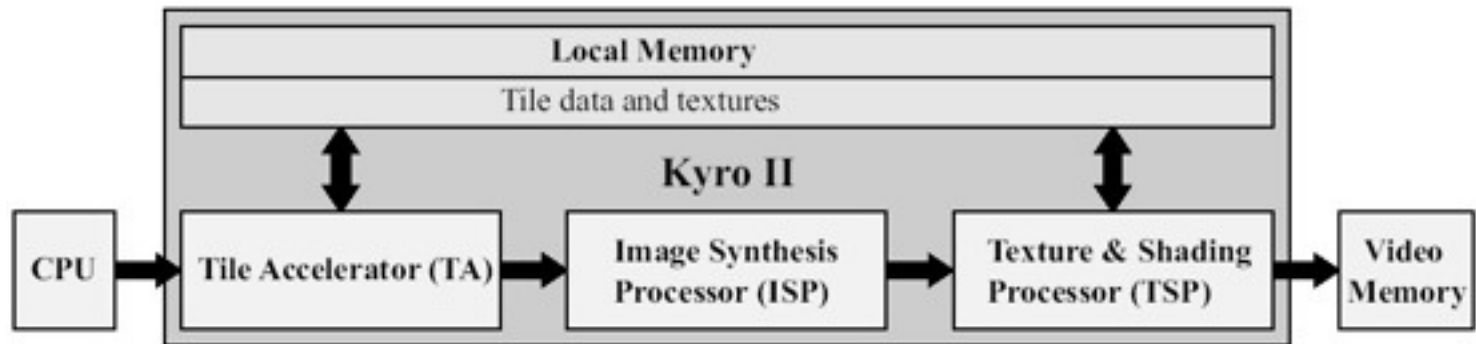 Local Memory
Tile data and textures
Kyro II
CPU
Tile Accelerator (TA)
Image Synthesis
Processor (ISP)
Texture & Shading
Processor (TSP)
Video
Memory